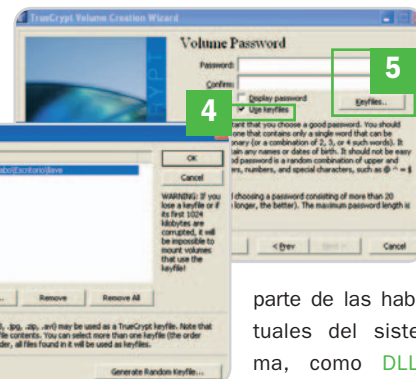 TrueCrypt Volume Creation Wizard
Volume Password
Password:
Confirm:
Display password
Use keyfiles
Keyfiles...
4
5
tant that you choose a good password. You should
one that contains only a single word that can be
onary (or a combination of 2, 3, or 4 such words). It
ain any names or dates of birth. It should not be easy
od password is a random combination of upper and
ers, numbers, and special characters, such as @ ^ = $
choosing a password consisting of more than 20
longer, the better). The maximum password length is
< Prev
Cancel
OK
Cancel
WARNING: If you
lose a keyfile or if
its first 1024
kilobytes are
corrupted, it will
be impossible to
mount volumes
that use the
keyfile!
Remove
Remove All
, .jpg, .zip, .avi) may be used as a TrueCrypt keyfile. Note that
file contents. You can select more than one keyfile (the order
der, all files found in it will be used as keyfiles.
Generate Random Keyfile...
parte de las hab
tuales del siste
ma, como DLL